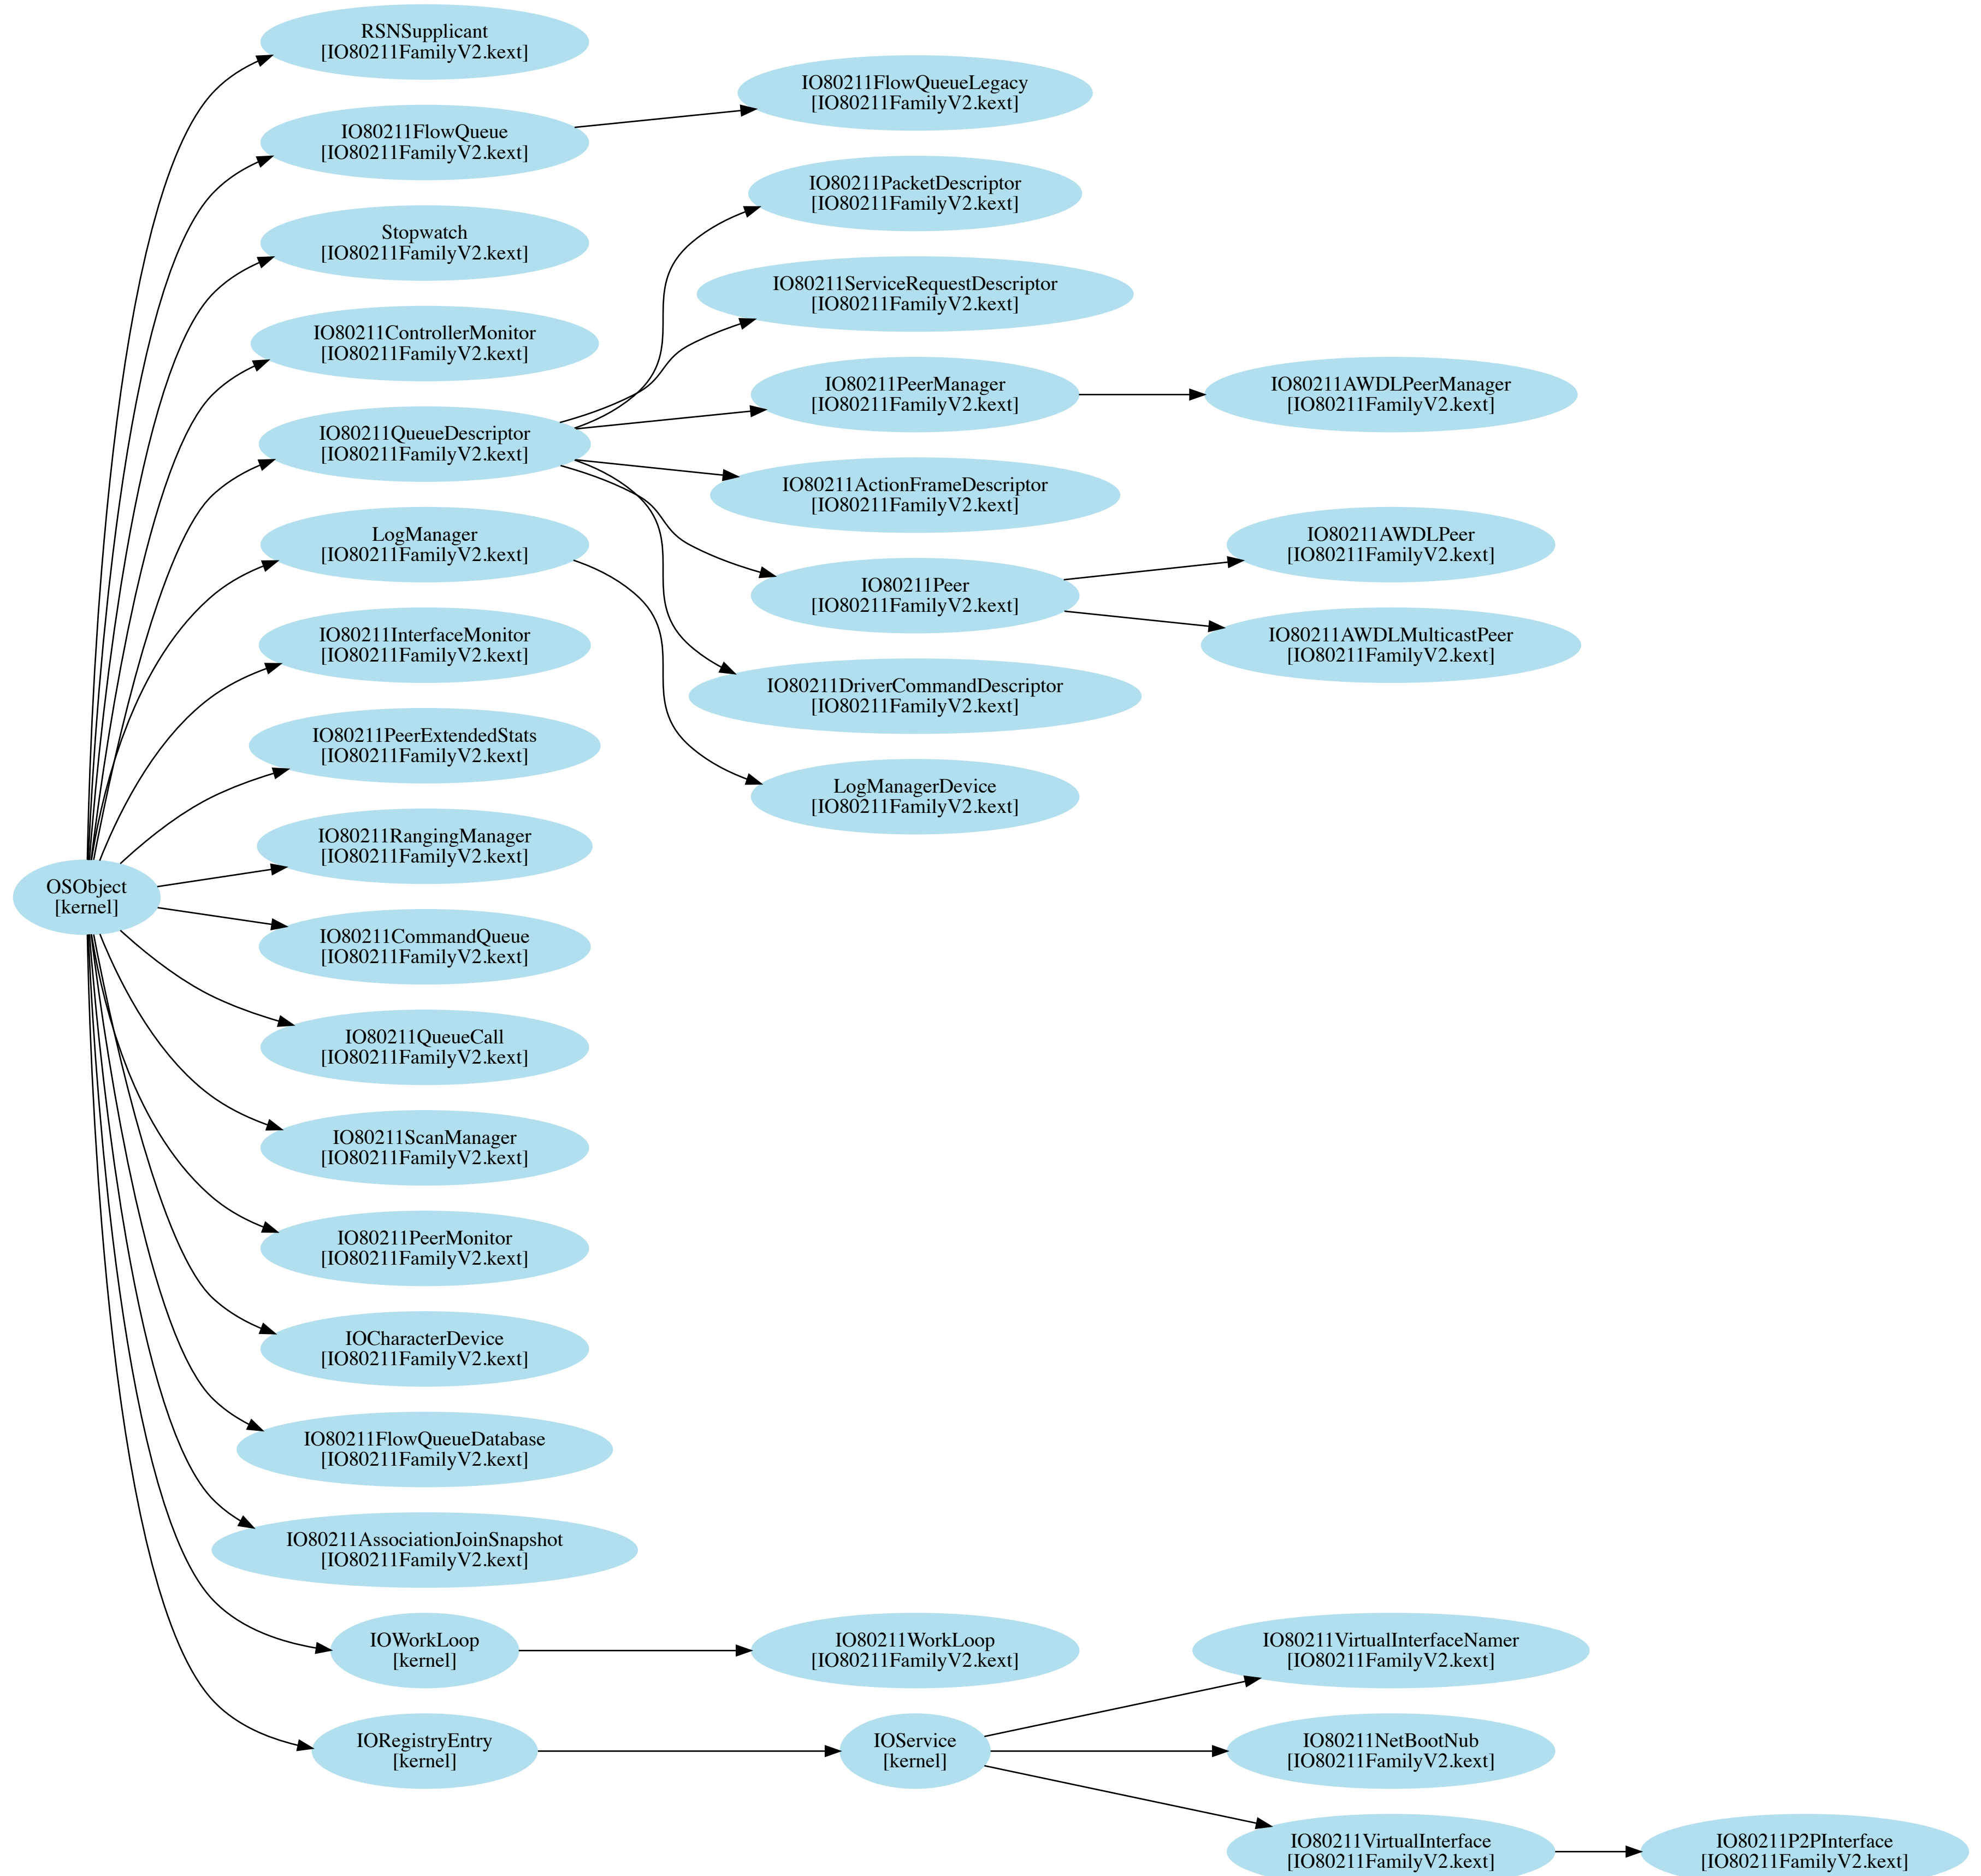 RSNSupplicant
[IO80211FamilyV2.kext]
IO80211FlowQueueLegacy
[IO80211FamilyV2.kext]
IO80211FlowQueue
[IO80211FamilyV2.kext]
IO80211PacketDescriptor
[IO80211FamilyV2.kext]
Stopwatch
[IO80211FamilyV2.kext]
IO80211ServiceRequestDescriptor
[IO80211FamilyV2.kext]
IO80211ControllerMonitor
[IO80211FamilyV2.kext]
IO80211PeerManager
[IO80211FamilyV2.kext]
IO80211AWDLPeerManager
[IO80211FamilyV2.kext]
IO80211QueueDescriptor
[IO80211FamilyV2.kext]
IO80211ActionFrameDescriptor
[IO80211FamilyV2.kext]
LogManager
[IO80211FamilyV2.kext]
IO80211AWDLPeer
[IO80211FamilyV2.kext]
IO80211Peer
[IO80211FamilyV2.kext]
IO80211InterfaceMonitor
[IO80211FamilyV2.kext]
IO80211AWDLMulticastPeer
[IO80211FamilyV2.kext]
IO80211DriverCommandDescriptor
[IO80211FamilyV2.kext]
IO80211PeerExtendedStats
[IO80211FamilyV2.kext]
LogManagerDevice
[IO80211FamilyV2.kext]
IO80211RangingManager
[IO80211FamilyV2.kext]
OSObject
[kernel]
IO80211CommandQueue
[IO80211FamilyV2.kext]
IO80211QueueCall
[IO80211FamilyV2.kext]
IO80211ScanManager
[IO80211FamilyV2.kext]
IO80211PeerMonitor
[IO80211FamilyV2.kext]
IOCharacterDevice
[IO80211FamilyV2.kext]
IO80211FlowQueueDatabase
[IO80211FamilyV2.kext]
IO80211AssociationJoinSnapshot
[IO80211FamilyV2.kext]
IOWorkLoop
[kernel]
IO80211WorkLoop
[IO80211FamilyV2.kext]
IO80211VirtualInterfaceNamer
[IO80211FamilyV2.kext]
IORegistryEntry
[kernel]
IOService
[kernel]
IO80211NetBootNub
[IO80211FamilyV2.kext]
IO80211VirtualInterface
[IO80211FamilyV2.kext]
IO80211P2PInterface
[IO80211FamilyV2.kext]